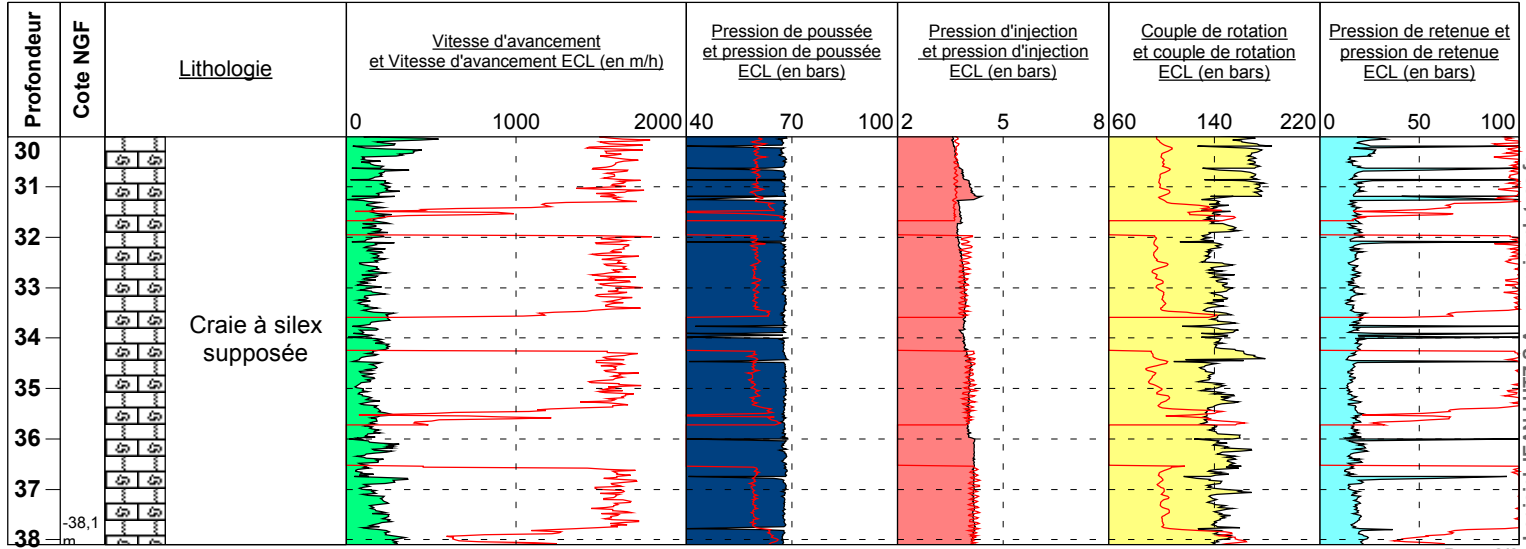 Profondeur
Cote NGF
Lithologie
Vitesse d'avancement
et Vitesse d'avancement ECL (en m/h)
Pression de poussée
et pression de poussée
ECL (en bars)
Pression d'injection
et pression d'injection
ECL (en bars)
Couple de rotation
et couple de rotation
ECL (en bars)
Pression de retenue et
pression de retenue
ECL (en bars)
0 1000 2000
40 70 100
2 5 8
60 140 220
0 50 100
30
31
32
33
34
35
36
37
38
-38,1
m
Craie à silex
supposée